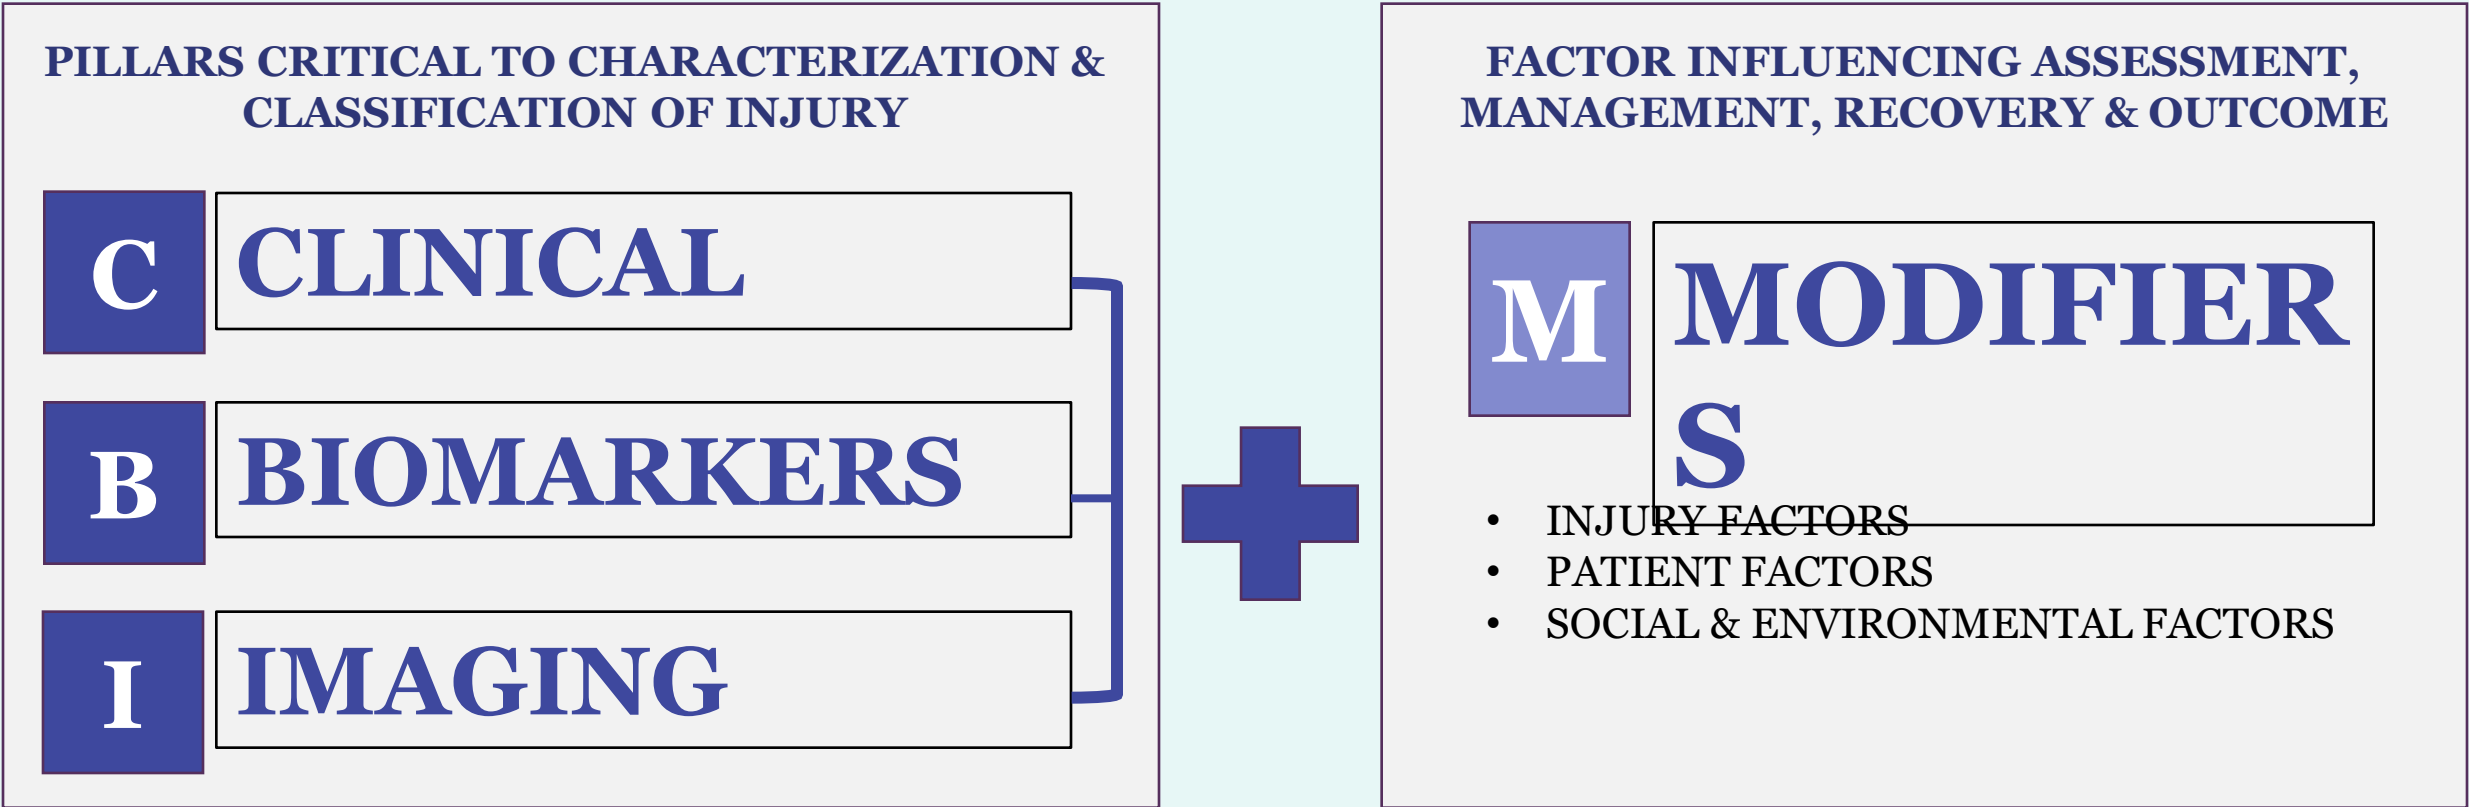 PILLARS CRITICAL TO CHARACTERIZATION &
CLASSIFICATION OF INJURY
C
CLINICAL
B
BIOMARKERS
I
IMAGING
FACTOR INFLUENCING ASSESSMENT,
MANAGEMENT, RECOVERY & OUTCOME
M
MODIFIER
S
• INJURY FACTORS
• PATIENT FACTORS
• SOCIAL & ENVIRONMENTAL FACTORS